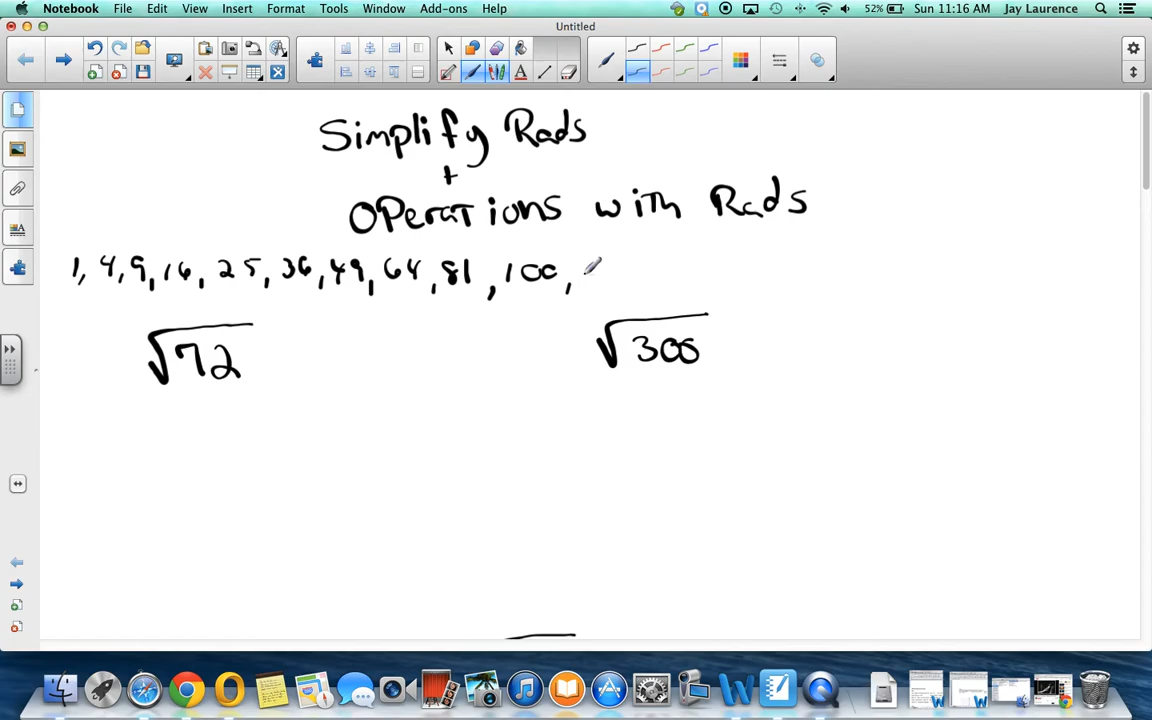 Notebook File Edit View Insert Format Tools Window Add-ons Help 52% Sun 11:16 AM Jay Laurence
Untitled
Simplify Rads
+
Operations with Rads
1, 4, 9, 16, 25, 36, 49, 64, 81, 100,
√72 √300